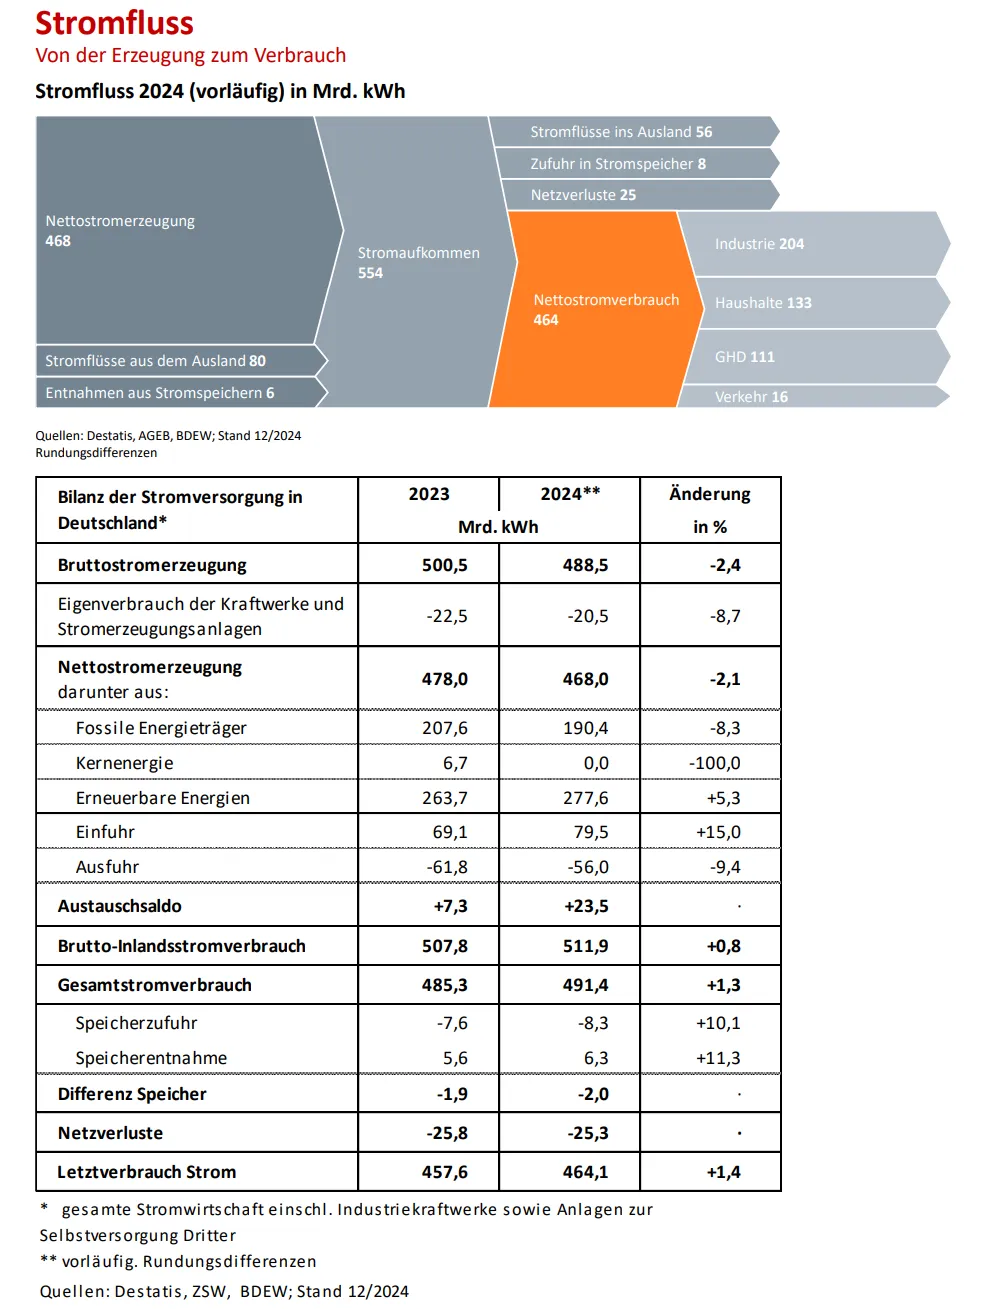 Stromfluss
Von der Erzeugung zum Verbrauch
Stromfluss 2024 (vorläufig) in Mrd. kWh
Nettostromerzeugung
468
Stromflüsse aus dem Ausland 80
Entnahmen aus Stromspeichern 6
Stromaufkommen
554
Stromflüsse ins Ausland 56
Zufuhr in Stromspeicher 8
Netzverluste 25
Nettostromverbrauch
464
Industrie 204
Haushalte 133
GHD 111
Verkehr 16
Quellen: Destatis, AGEB, BDEW; Stand 12/2024
Rundungsdifferenzen
Bilanz der Stromversorgung in
Deutschland*
2023 2024** Änderung
Mrd. kWh in %
Bruttostromerzeugung 500,5 488,5 -2,4
Eigenverbrauch der Kraftwerke und
Stromerzeugungsanlagen -22,5 -20,5 -8,7
Nettostromerzeugung 478,0 468,0 -2,1
darunter aus:
Fossile Energieträger 207,6 190,4 -8,3
Kernenergie 6,7 0,0 -100,0
Erneuerbare Energien 263,7 277,6 +5,3
Einfuhr 69,1 79,5 +15,0
Ausfuhr -61,8 -56,0 -9,4
Austauschsaldo +7,3 +23,5 ·
Brutto-Inlandsstromverbrauch 507,8 511,9 +0,8
Gesamtstromverbrauch 485,3 491,4 +1,3
Speicherzufuhr -7,6 -8,3 +10,1
Speicherentnahme 5,6 6,3 +11,3
Differenz Speicher -1,9 -2,0 ·
Netzverluste -25,8 -25,3 ·
Letztverbrauch Strom 457,6 464,1 +1,4
* gesamte Stromwirtschaft einschl. Industriekraftwerke sowie Anlagen zur
Selbstversorgung Dritter
** vorläufig. Rundungsdifferenzen
Quellen: Destatis, ZSW, BDEW; Stand 12/2024